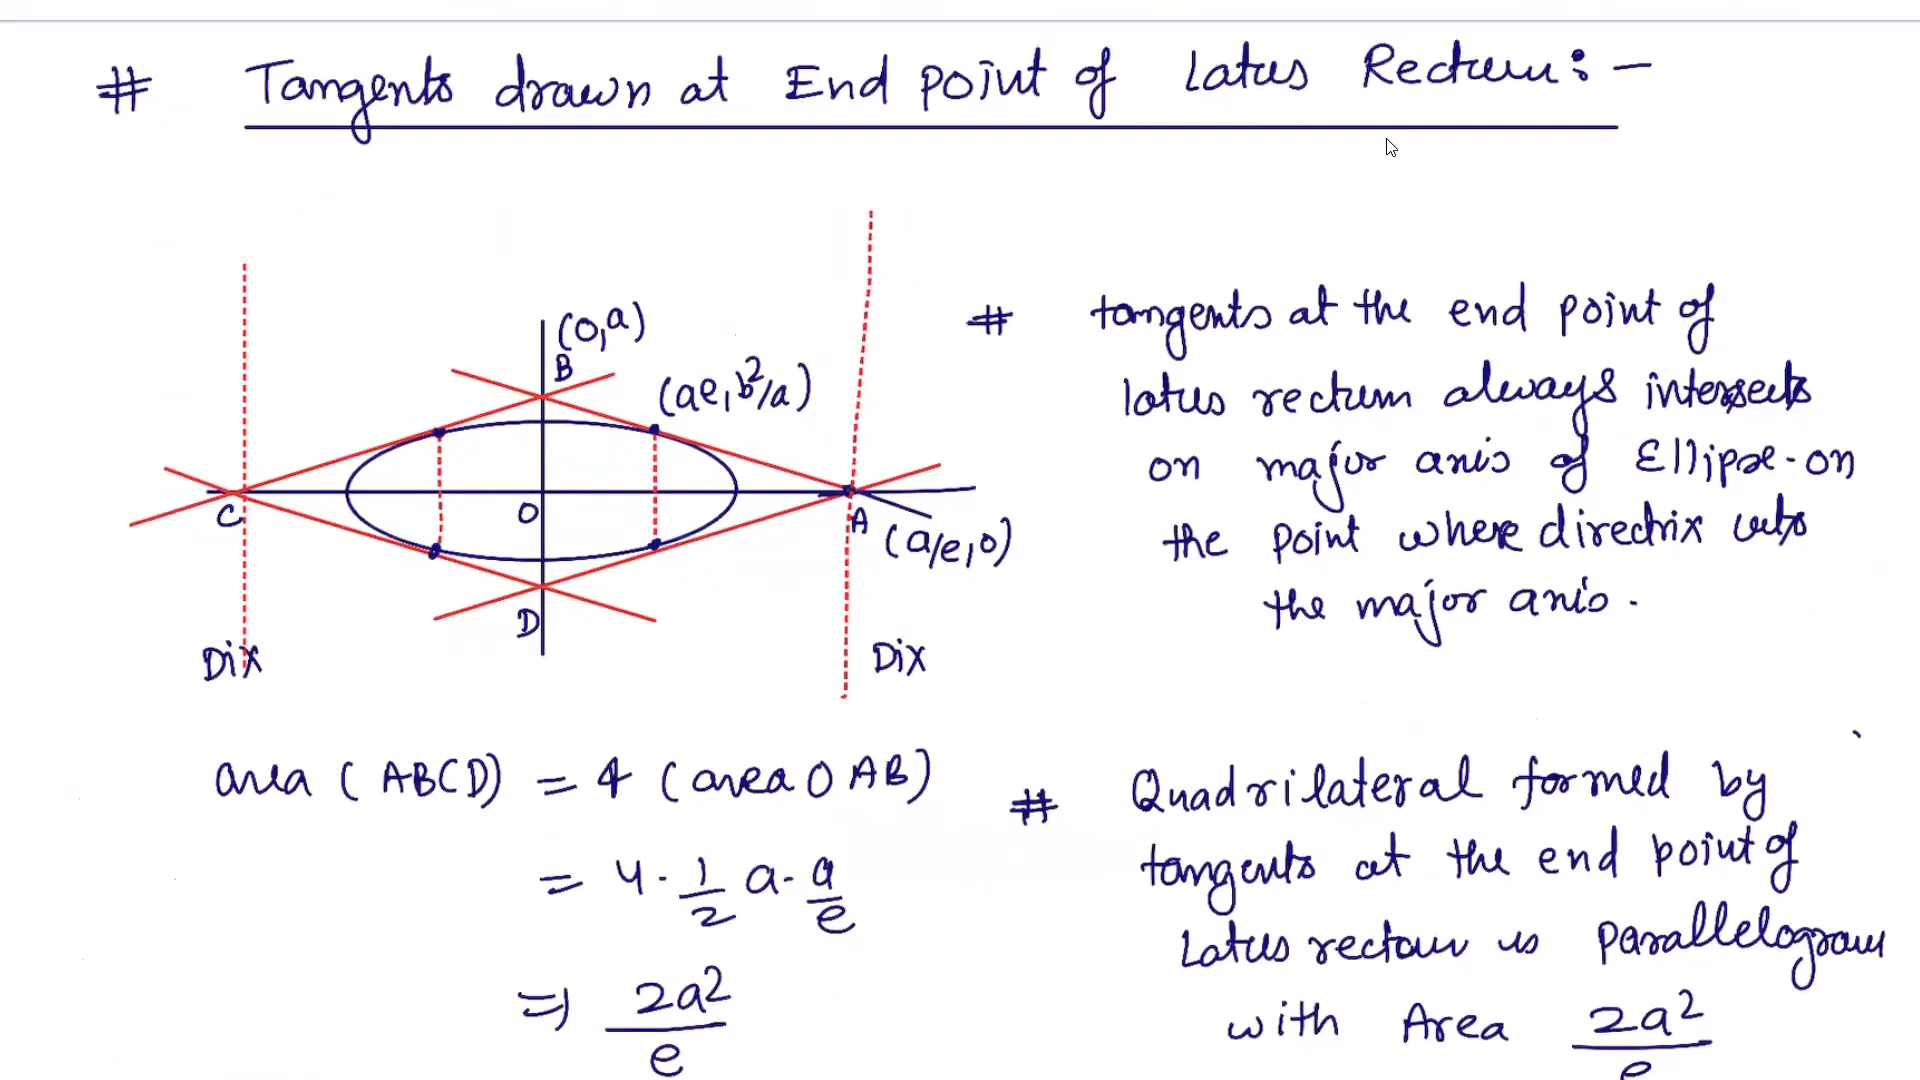 # Tangents drawn at End point of Latus Rectum:-
(0,a)
B
(ae, b²/a)
C
O
A
(a/e,0)
D
Dix
Dix
# tangents at the end point of
latus rectum always intersects
on major axis of Ellipse-on
the point where directrix cuts
the major axis.
area (ABCD) = 4 (area OAB)
= 4 · 1/2 a · a/e
⇒ 2a²/e
# Quadrilateral formed by
tangents at the end point of
Latus rectum is parallelogram
with Area 2a²/e